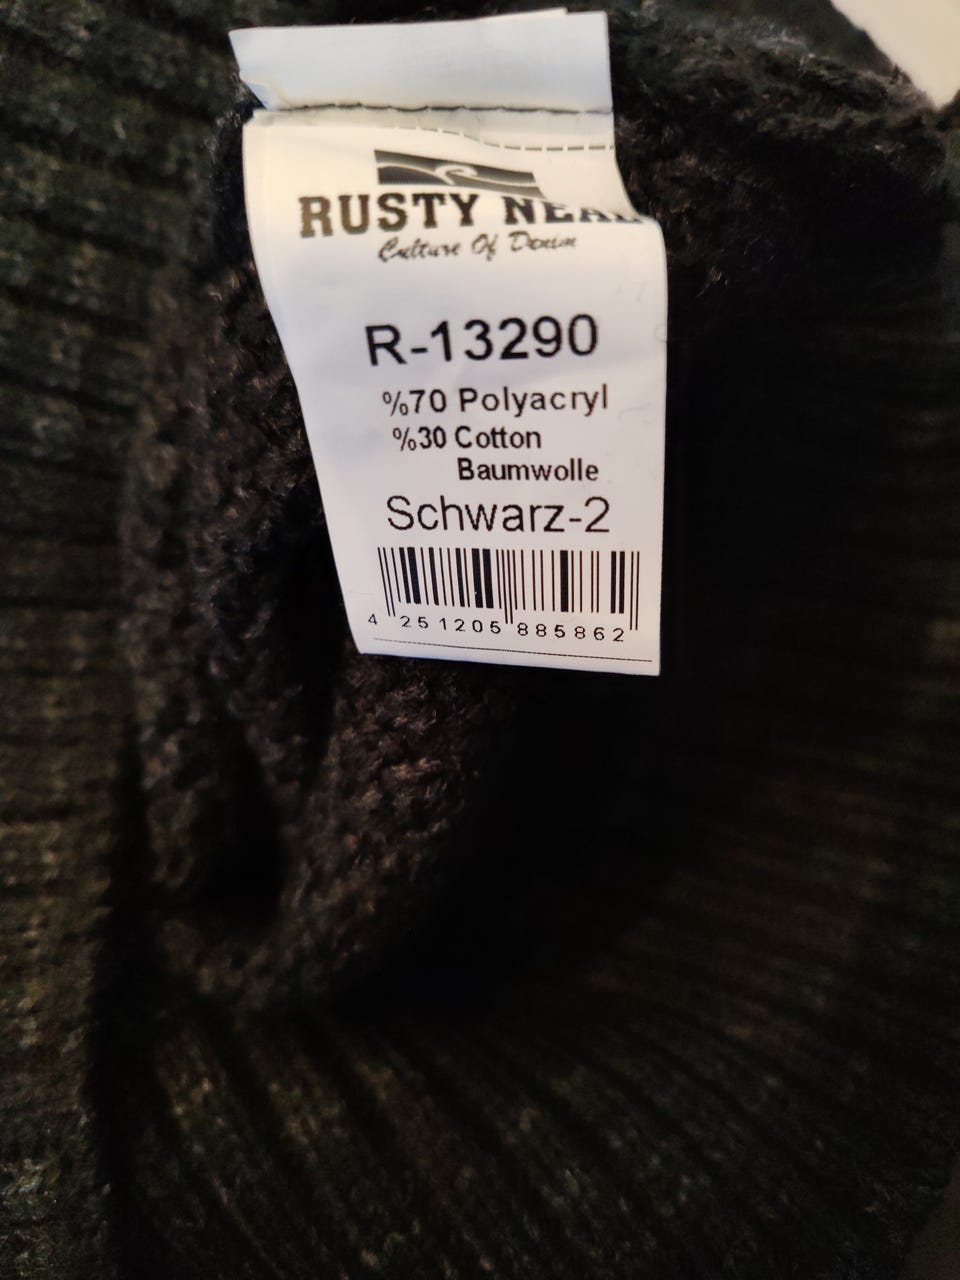 RUSTY NEAL
Culture Of Denim
R-13290
%70 Polyacryl
%30 Cotton
Baumwolle
Schwarz-2
4 251205 885862